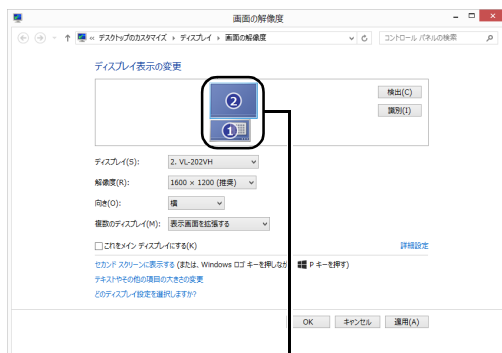 画面の解像度
« デスクトップのカスタマイズ ▸ ディスプレイ ▸ 画面の解像度
コントロール パネルの検索
ディスプレイ表示の変更
2
1
検出(C)
識別(I)
ディスプレイ(S): 2. VL-202VH
解像度(R): 1600 × 1200 (推奨)
向き(O): 横
複数のディスプレイ(M): 表示画面を拡張する
これをメイン ディスプレイにする(K) 詳細設定
セカンド スクリーンに表示する (または、Windows ロゴ キーを押しなが P キーを押す)
テキストやその他の項目の大きさの変更
どのディスプレイ設定を選択しますか?
OK キャンセル 適用(A)